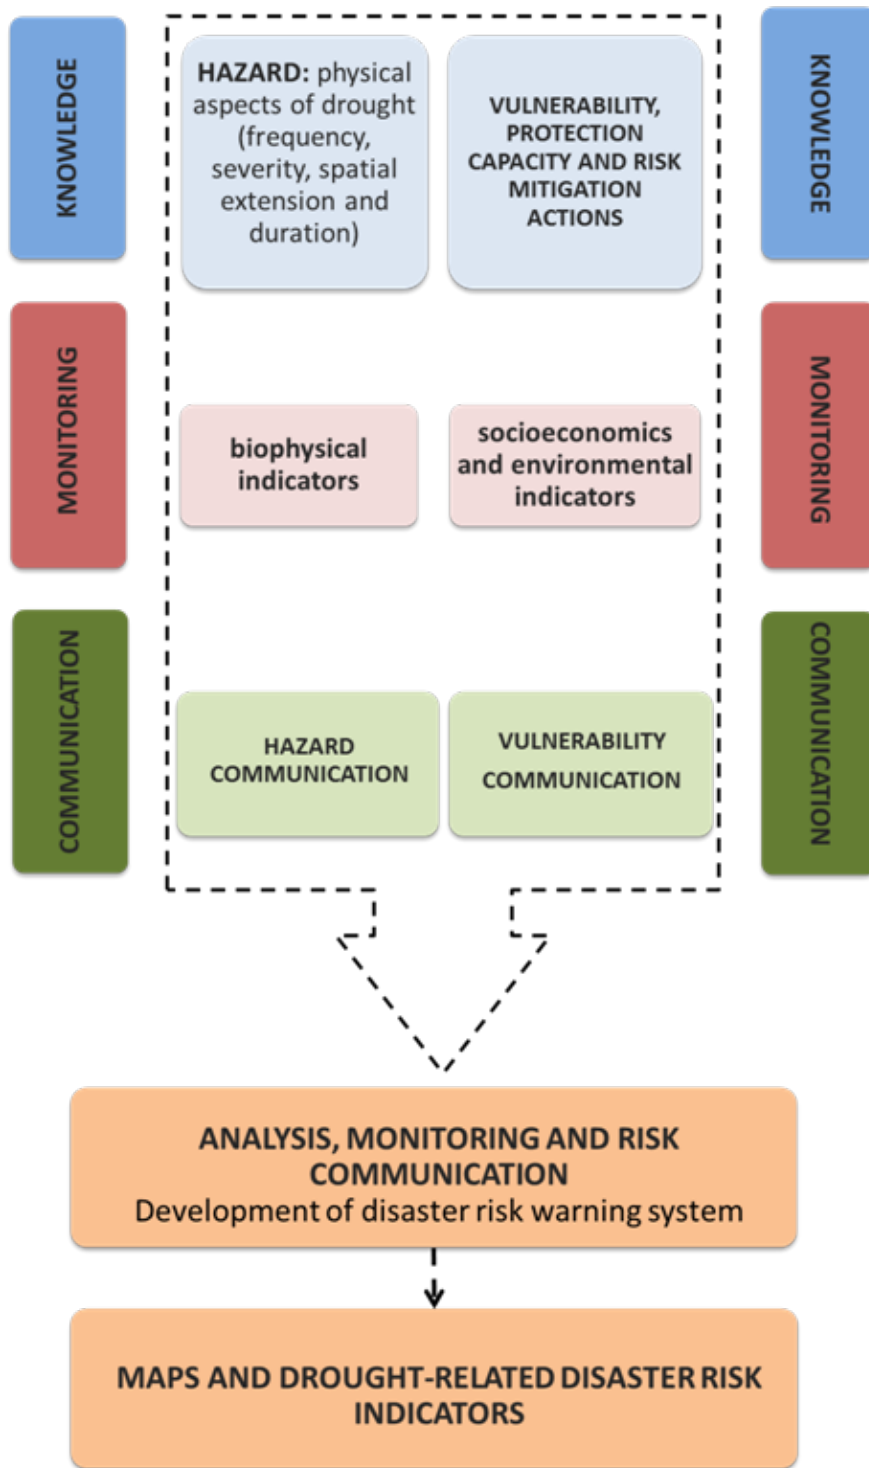 KNOWLEDGE
HAZARD: physical
aspects of drought
(frequency,
severity, spatial
extension and
duration)
VULNERABILITY,
PROTECTION
CAPACITY AND RISK
MITIGATION
ACTIONS
KNOWLEDGE
MONITORING
biophysical
indicators
socioeconomics
and environmental
indicators
MONITORING
COMMUNICATION
HAZARD
COMMUNICATION
VULNERABILITY
COMMUNICATION
COMMUNICATION
ANALYSIS, MONITORING AND RISK
COMMUNICATION
Development of disaster risk warning system
MAPS AND DROUGHT-RELATED DISASTER RISK
INDICATORS